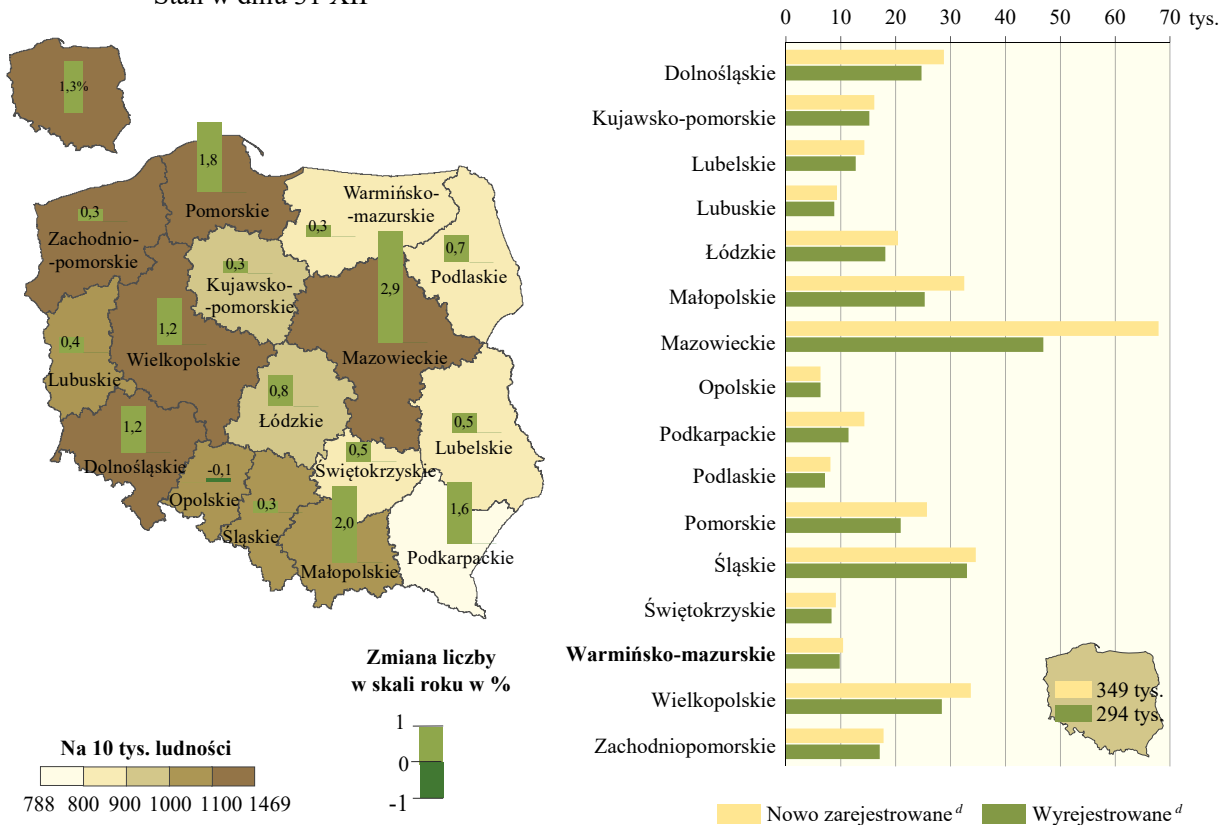 Stan w dniu 31 XII
1,3%
1,8
Pomorskie
0,3
Zachodnio-
-pomorskie
Warmińsko-
-mazurskie
0,3
0,7
Podlaskie
0,3
Kujawsko-
-pomorskie
2,9
Mazowieckie
1,2
Wielkopolskie
0,4
Lubuskie
0,8
Łódzkie
1,2
Dolnośląskie
0,5
Lubelskie
0,5
Świętokrzyskie
-0,1
Opolskie
0,3
Śląskie
2,0
Małopolskie
1,6
Podkarpackie
Zmiana liczby
w skali roku w %
1
0
-1
Na 10 tys. ludności
788 800 900 1000 1100 1469
0 10 20 30 40 50 60 70 tys.
Dolnośląskie
Kujawsko-pomorskie
Lubelskie
Lubuskie
Łódzkie
Małopolskie
Mazowieckie
Opolskie
Podkarpackie
Podlaskie
Pomorskie
Śląskie
Świętokrzyskie
Warmińsko-mazurskie
Wielkopolskie
Zachodniopomorskie
349 tys.
294 tys.
Nowo zarejestrowane d Wyrejestrowane d